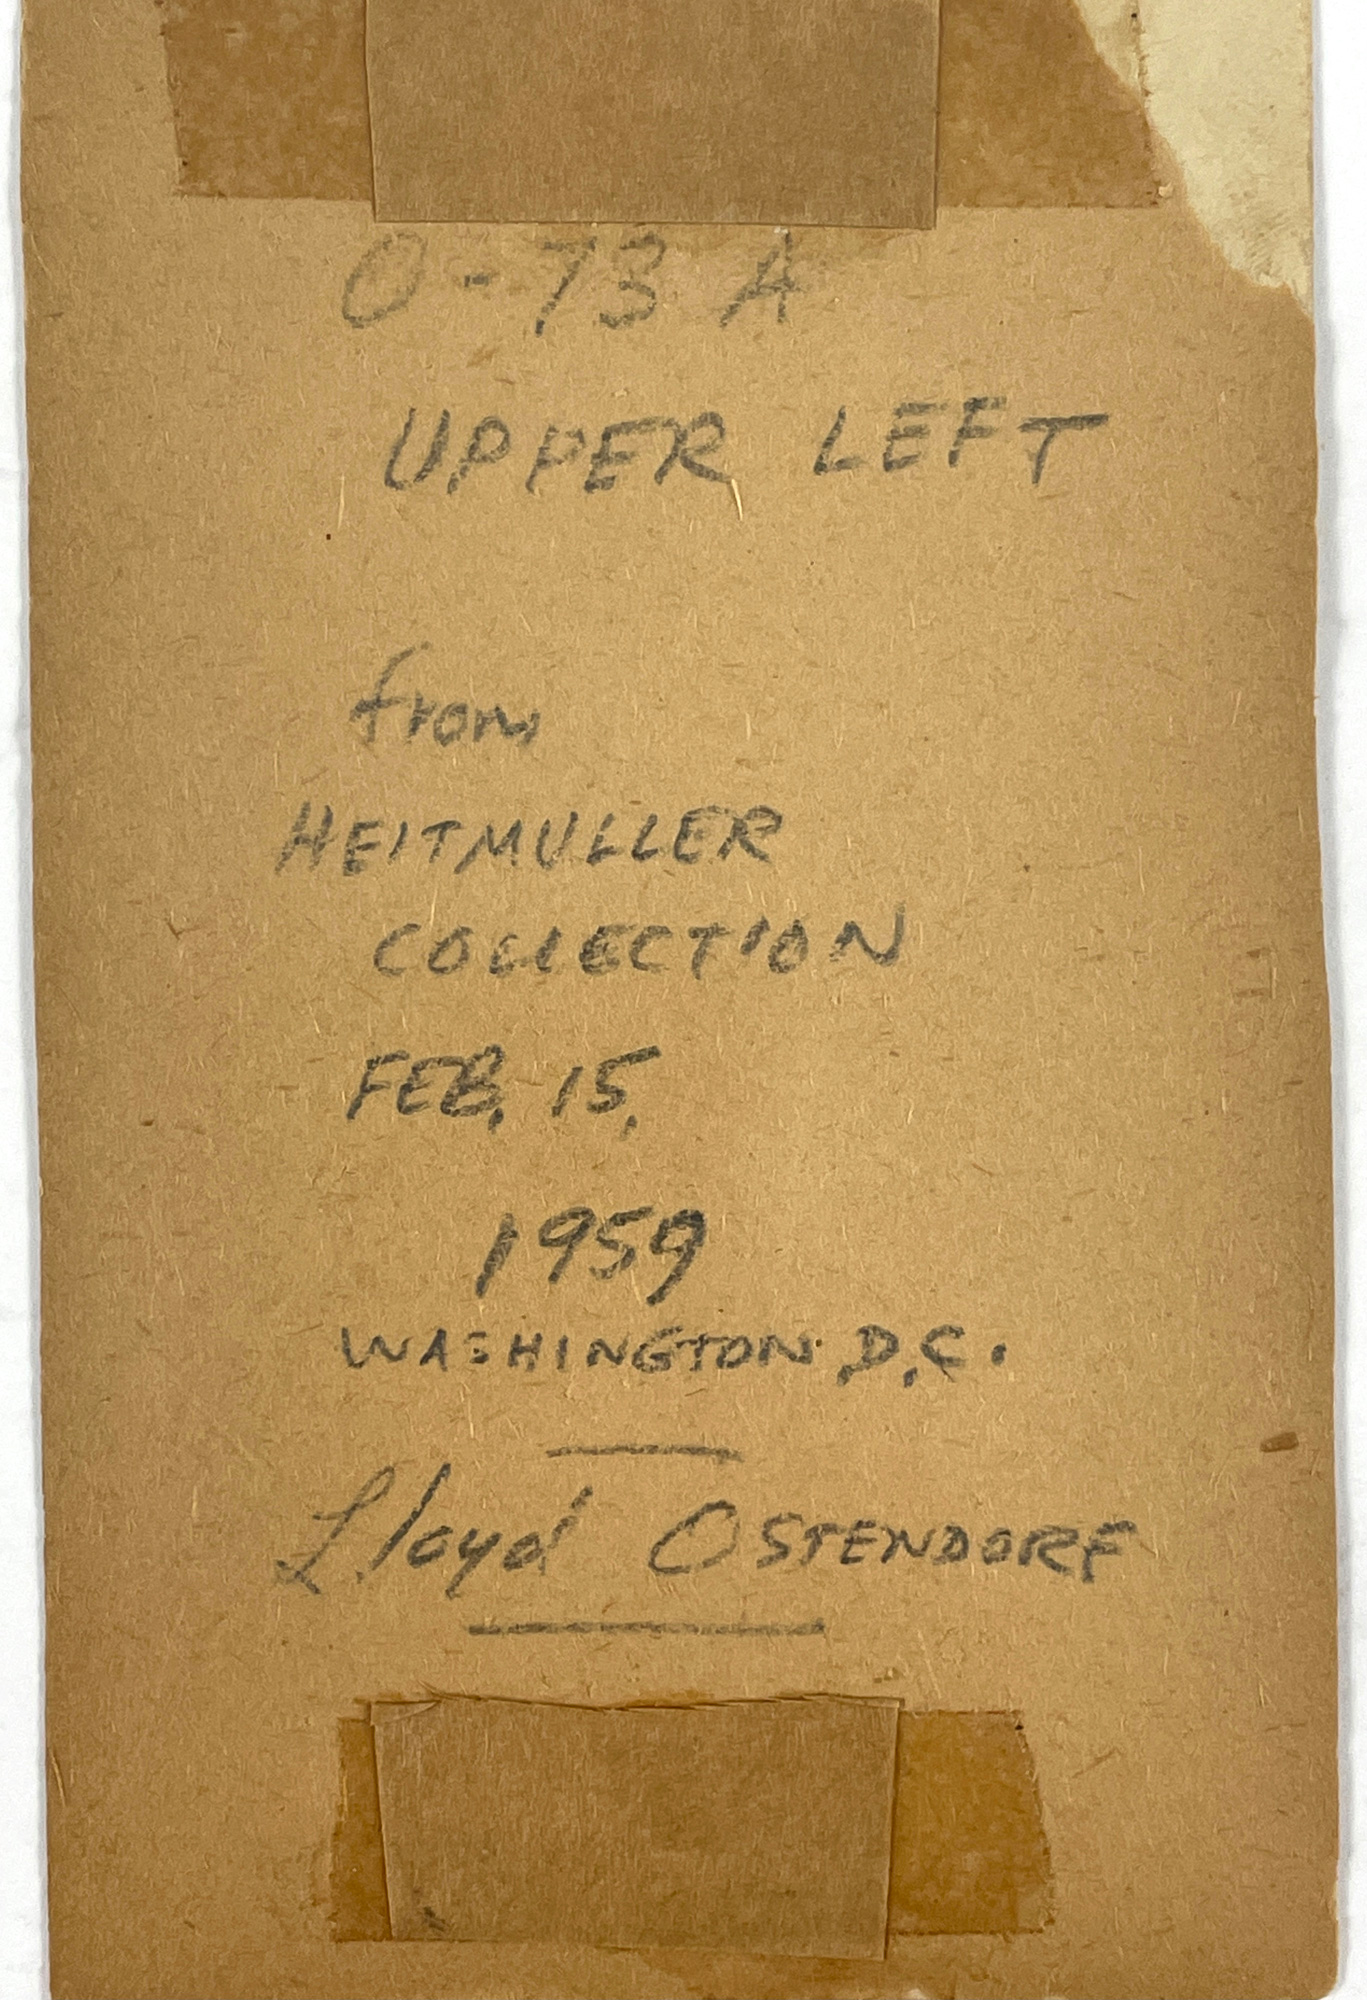 O-73 A
UPPER LEFT
from
HEITMULLER
COLLECTION
FEB. 15,
1959
WASHINGTON D.C.
Lloyd OSTENDORF